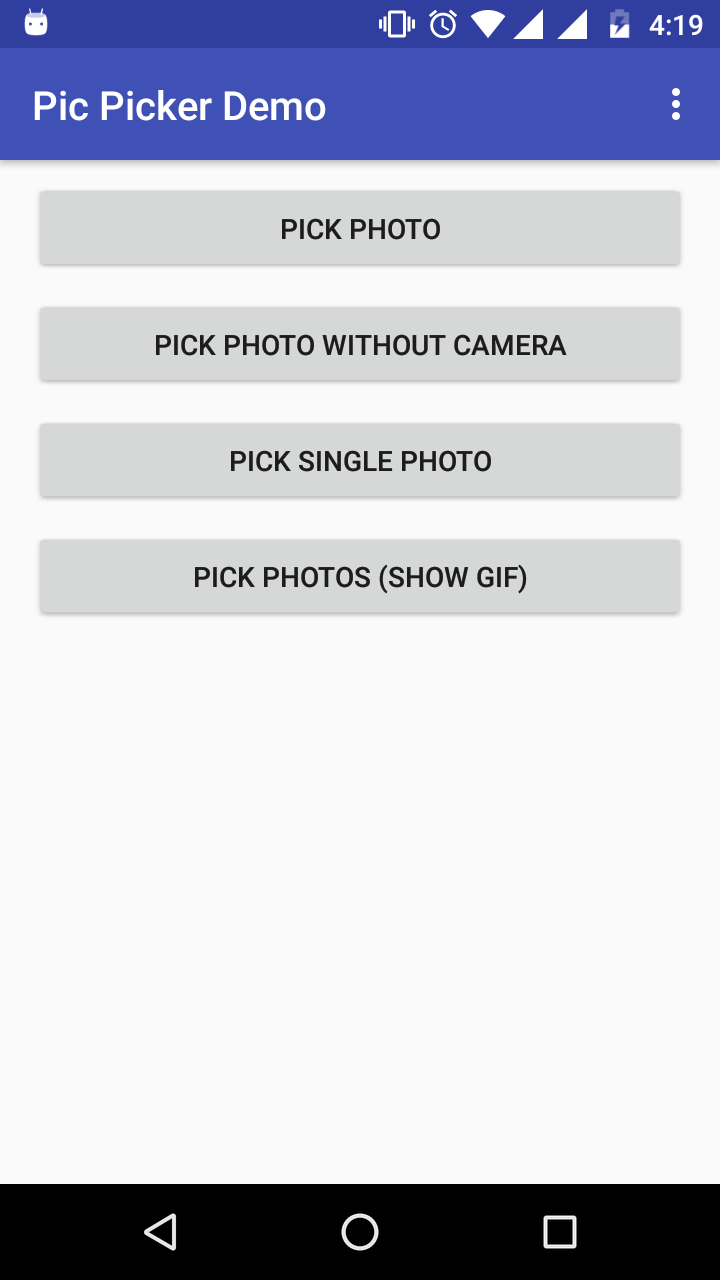 4:19
Pic Picker Demo
PICK PHOTO
PICK PHOTO WITHOUT CAMERA
PICK SINGLE PHOTO
PICK PHOTOS (SHOW GIF)